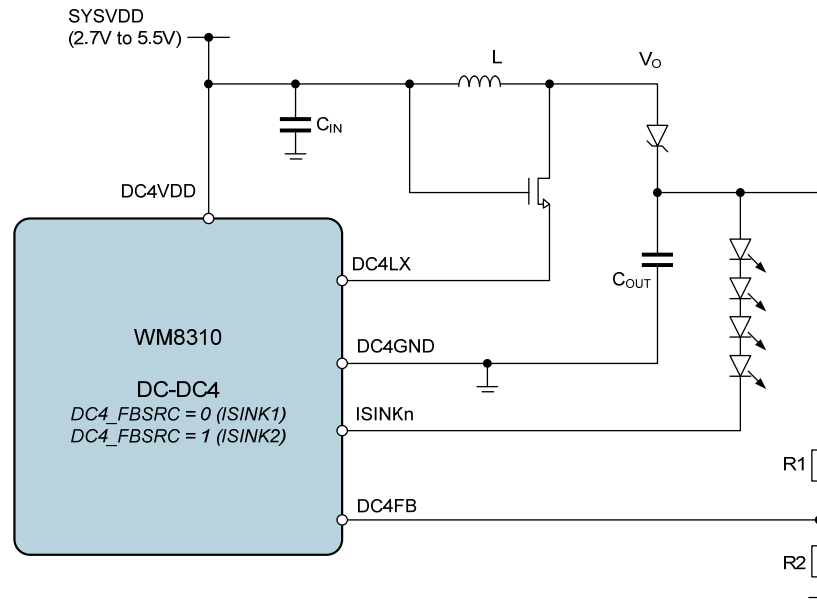 SYSVDD
(2.7V to 5.5V)
L
VO
CIN
DC4VDD
DC4LX
COUT
WM8310
DC4GND
DC-DC4
DC4_FBSRC = 0 (ISINK1)
ISINKn
DC4_FBSRC = 1 (ISINK2)
R1
DC4FB
R2